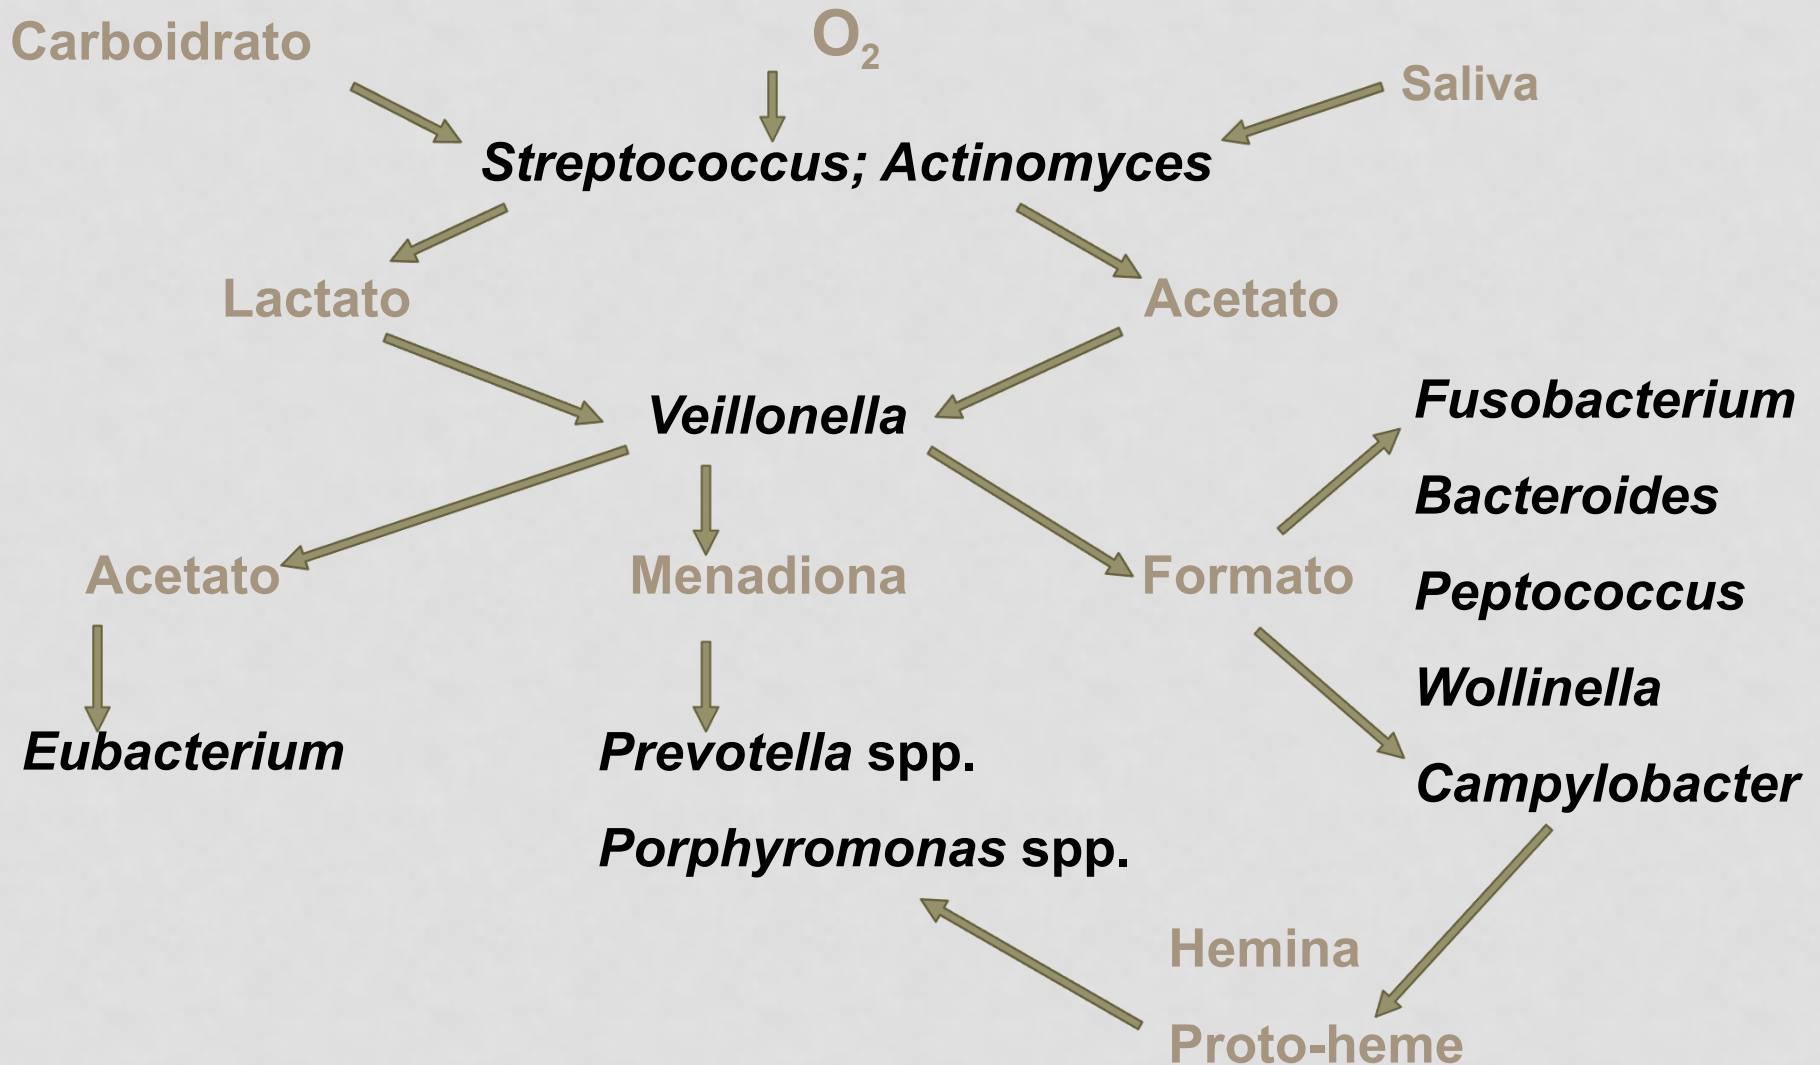 Carboidrato
O₂
Saliva
Streptococcus; Actinomyces
Lactato
Acetato
Veillonella
Fusobacterium
Bacteroides
Peptococcus
Wollinella
Campylobacter
Acetato
Menadiona
Formato
Eubacterium
Prevotella spp.
Porphyromonas spp.
Hemina
Proto-heme